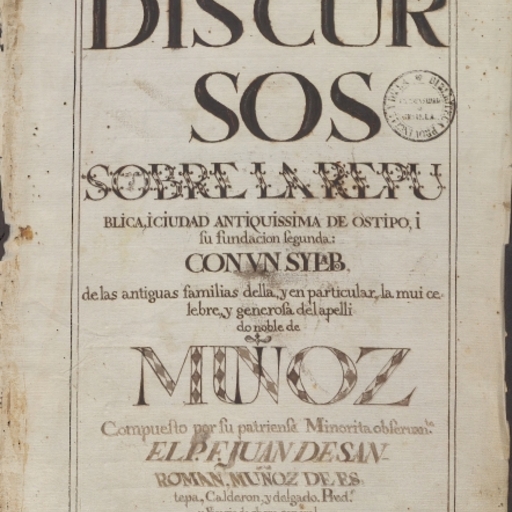 DISCUR
SOS
SOBRE LA REPU
BLICA, I CIUDAD ANTIQUISSIMA DE OSTIPO, i
su fundacion segunda:
CON VN SYLB,
de las antiguas familias della, y en particular, la mui ce-
lebre, y generosa del apelli
do noble de
MUÑOZ
Compuesto por su patriense Minorita observan.te
EL P. F. JUAN DE SAN-
ROMAN, MUÑOZ DE ES
tepa, Calderon, y delgado. Pred.r